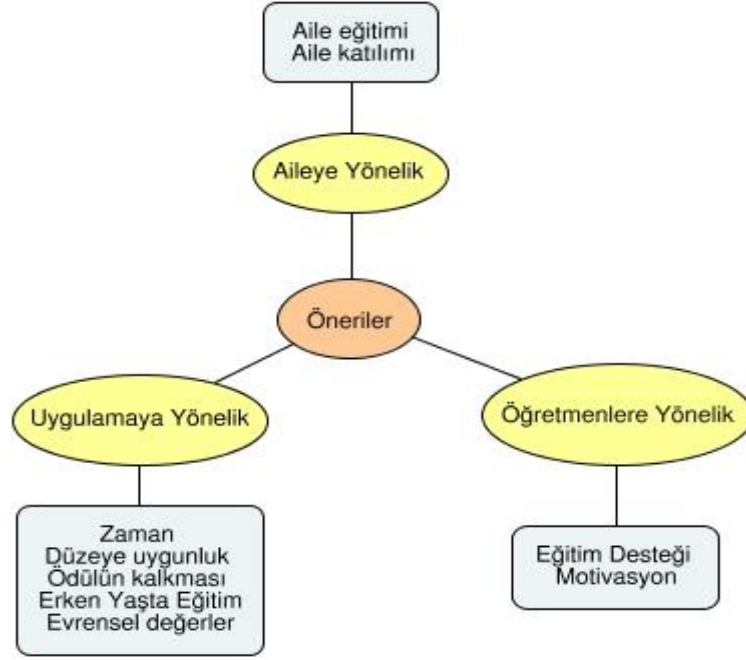 Aile eğitimi
Aile katılımı
Aileye Yönelik
Öneriler
Uygulamaya Yönelik
Öğretmenlere Yönelik
Zaman
Düzeye uygunluk
Ödülün kalkması
Erken Yaşta Eğitim
Evrensel değerler
Eğitim Desteği
Motivasyon